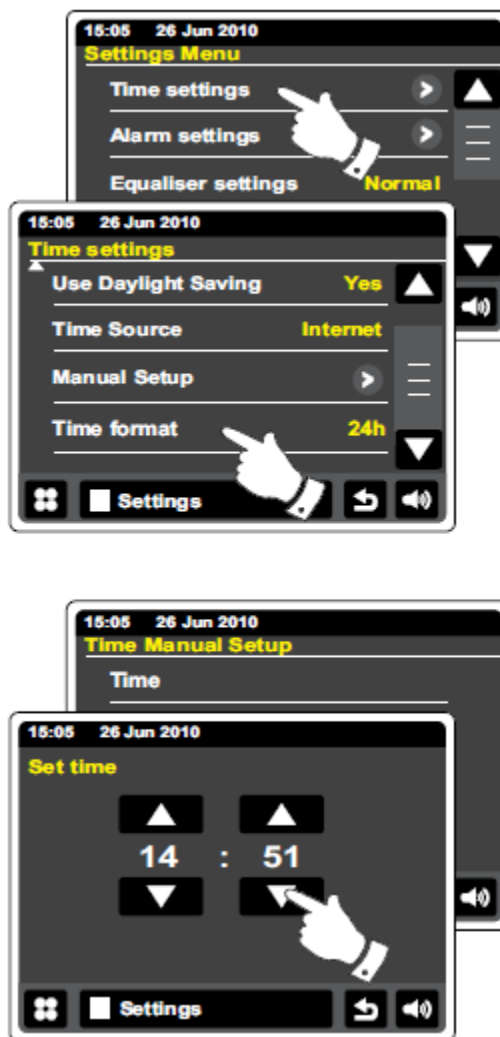 15:05 26 Jun 2010
Settings Menu
Time settings
Alarm settings
Equaliser settings Normal
15:05 26 Jun 2010
Time settings
Use Daylight Saving Yes
Time Source Internet
Manual Setup
Time format 24h
Settings
15:05 26 Jun 2010
Time Manual Setup
Time
15:05 26 Jun 2010
Set time
14 : 51
Settings